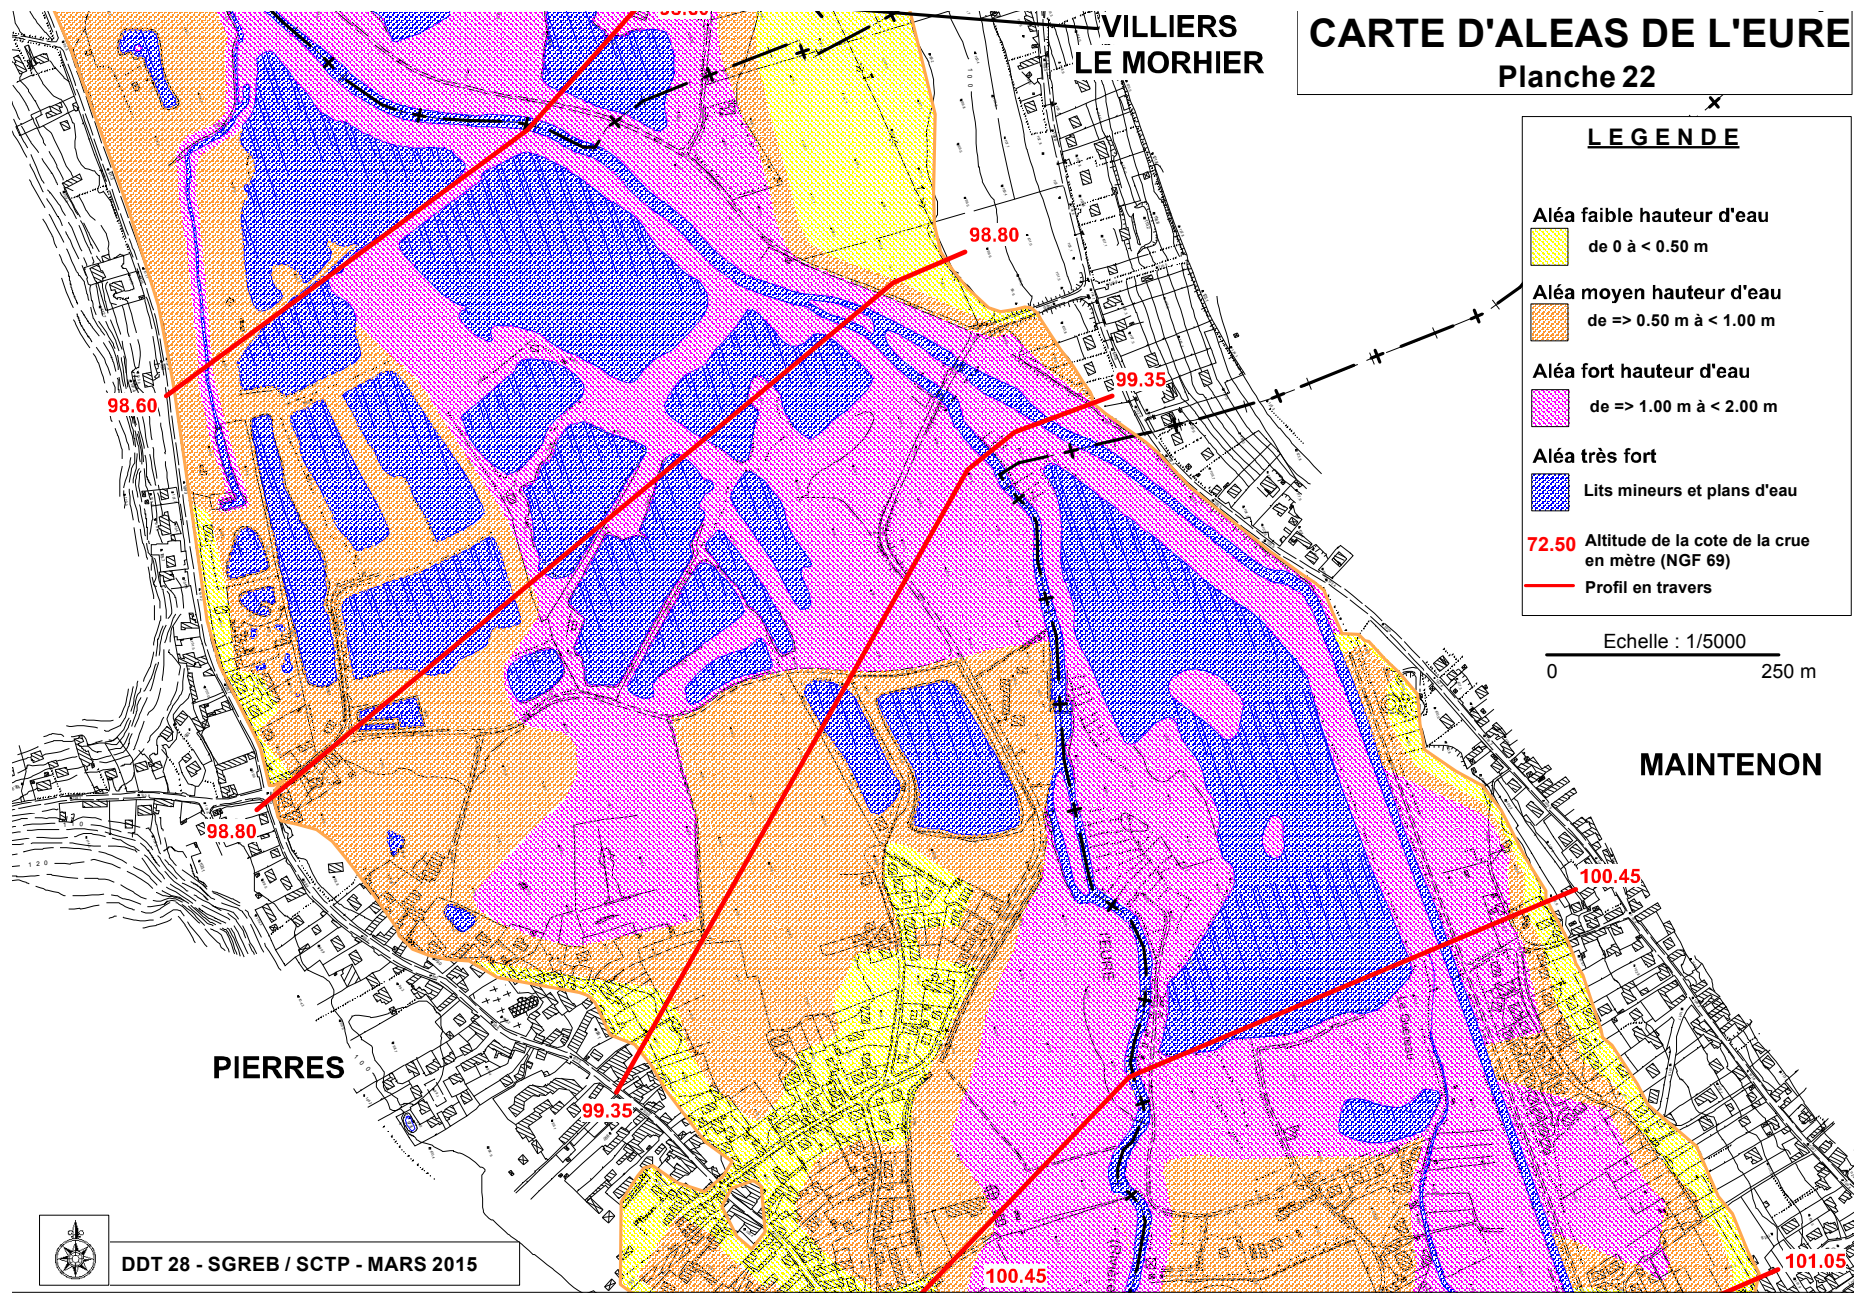 VILLIERS
LE MORHIER
CARTE D'ALEAS DE L'EURE
Planche 22
LEGENDE
Aléa faible hauteur d'eau
de 0 à < 0.50 m
Aléa moyen hauteur d'eau
de => 0.50 m à < 1.00 m
Aléa fort hauteur d'eau
de => 1.00 m à < 2.00 m
Aléa très fort
Lits mineurs et plans d'eau
72.50 Altitude de la cote de la crue
en mètre (NGF 69)
Profil en travers
Echelle : 1/5000
0 250 m
98.80
99.35
98.60
MAINTENON
98.80
100.45
L'EURE
PIERRES
99.35
DDT 28 - SGREB / SCTP - MARS 2015
100.45
101.05